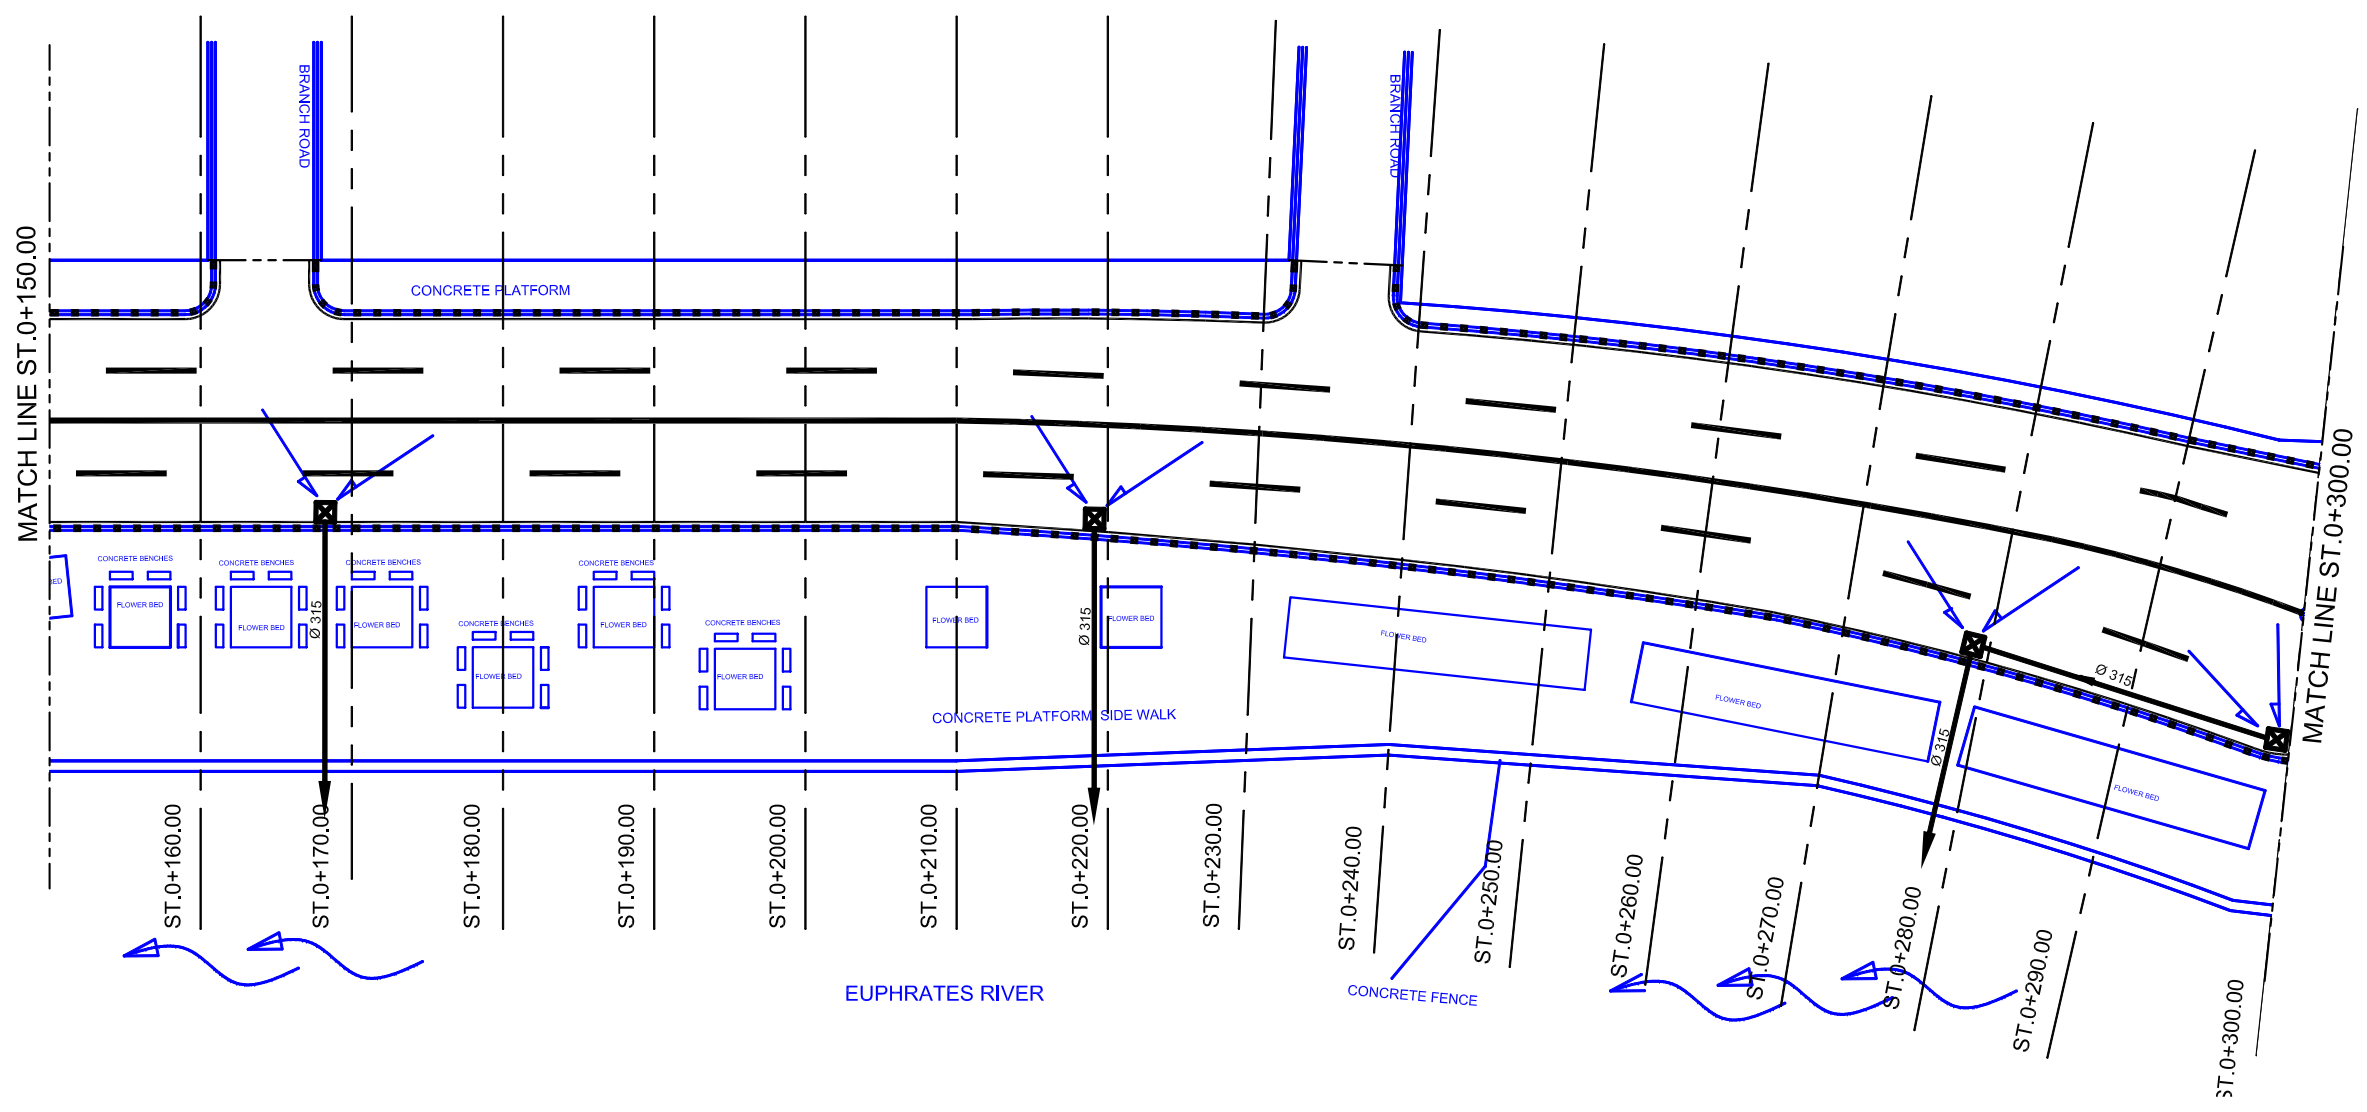 BRANCH ROAD
BRANCH ROAD
MATCH LINE ST.0+150.00
CONCRETE PLATFORM
MATCH LINE ST.0+300.00
CONCRETE BENCHES
CONCRETE BENCHES
CONCRETE BENCHES
CONCRETE BENCHES
CONCRETE BENCHES
CONCRETE BENCHES
BED
FLOWER BED
FLOWER BED
FLOWER BED
FLOWER BED
FLOWER BED
FLOWER BED
FLOWER BED
FLOWER BED
FLOWER BED
FLOWER BED
FLOWER BED
Ø 315
Ø 315
Ø 315
Ø 315
CONCRETE PLATFORM SIDE WALK
ST.0+160.00
ST.0+170.00
ST.0+180.00
ST.0+190.00
ST.0+200.00
ST.0+210.00
ST.0+220.00
ST.0+230.00
ST.0+240.00
ST.0+250.00
ST.0+260.00
ST.0+270.00
ST.0+280.00
ST.0+290.00
ST.0+300.00
EUPHRATES RIVER
CONCRETE FENCE